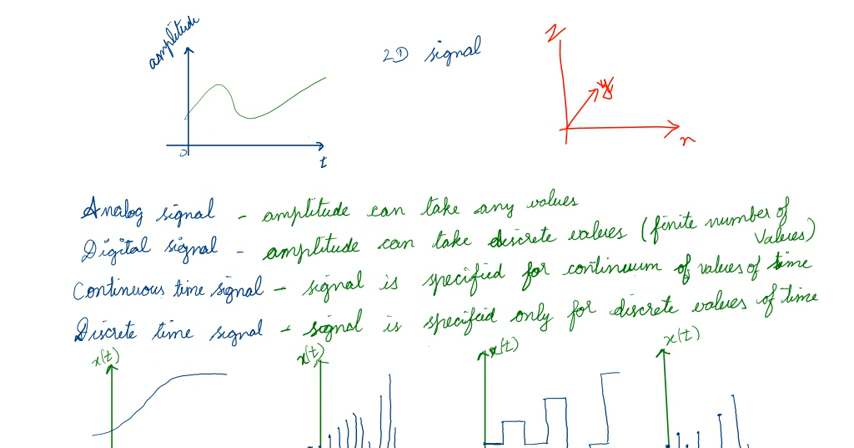 amplitude
2D signal
z
y
x
0
t
Analog signal - amplitude can take any values
Digital signal - amplitude can take discrete values (finite number of values)
Continuous time signal - signal is specified for continuum of values of time
Discrete time signal - signal is specified only for discrete values of time
x(t) x(t) x(t) x(t)